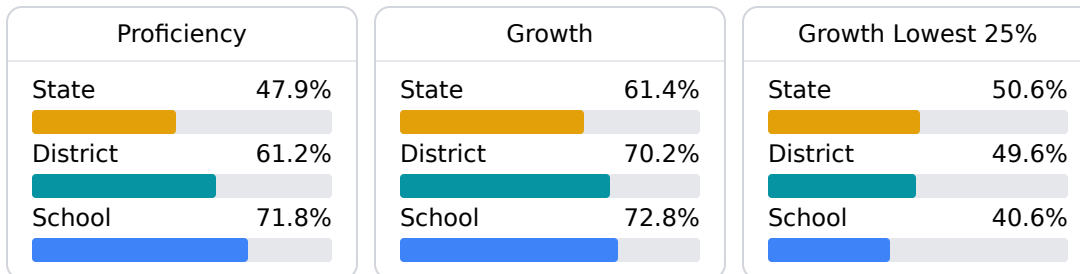 Proficiency
State 47.9%
District 61.2%
School 71.8%
Growth
State 61.4%
District 70.2%
School 72.8%
Growth Lowest 25%
State 50.6%
District 49.6%
School 40.6%